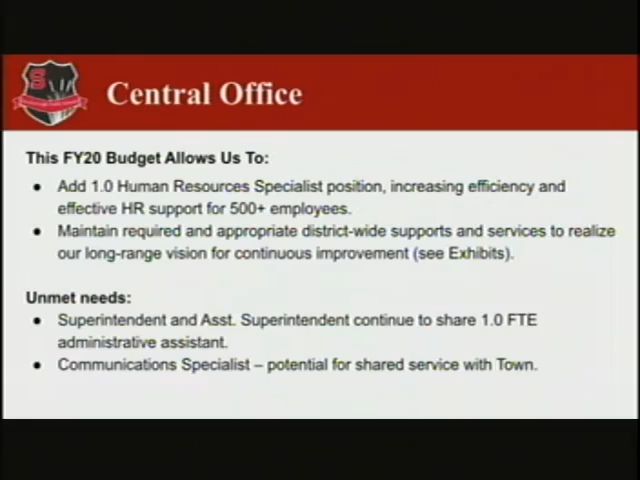 S
Central Office
This FY20 Budget Allows Us To:
● Add 1.0 Human Resources Specialist position, increasing efficiency and
effective HR support for 500+ employees.
● Maintain required and appropriate district-wide supports and services to realize
our long-range vision for continuous improvement (see Exhibits).
Unmet needs:
● Superintendent and Asst. Superintendent continue to share 1.0 FTE
administrative assistant.
● Communications Specialist – potential for shared service with Town.